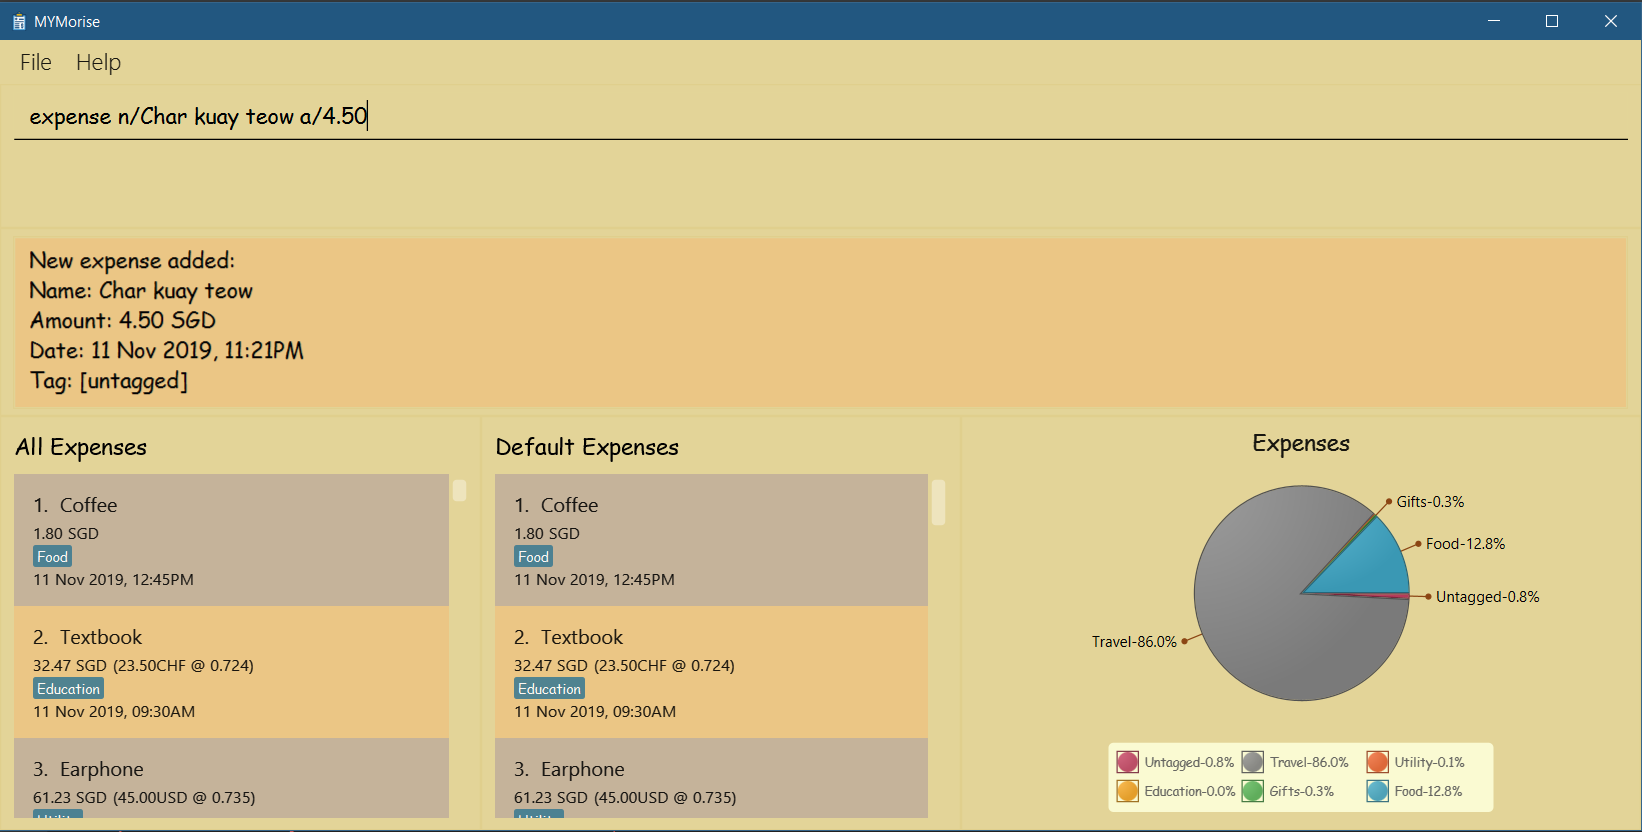 MYMorise
File Help
expense n/Char kuay teow a/4.50
New expense added:
Name: Char kuay teow
Amount: 4.50 SGD
Date: 11 Nov 2019, 11:21PM
Tag: [untagged]
All Expenses
1. Coffee
1.80 SGD
Food
11 Nov 2019, 12:45PM
2. Textbook
32.47 SGD (23.50CHF @ 0.724)
Education
11 Nov 2019, 09:30AM
3. Earphone
61.23 SGD (45.00USD @ 0.735)
Utility
Default Expenses
1. Coffee
1.80 SGD
Food
11 Nov 2019, 12:45PM
2. Textbook
32.47 SGD (23.50CHF @ 0.724)
Education
11 Nov 2019, 09:30AM
3. Earphone
61.23 SGD (45.00USD @ 0.735)
Utility
Expenses
Gifts-0.3%
Food-12.8%
Untagged-0.8%
Travel-86.0%
Untagged-0.8% Travel-86.0% Utility-0.1%
Education-0.0% Gifts-0.3% Food-12.8%